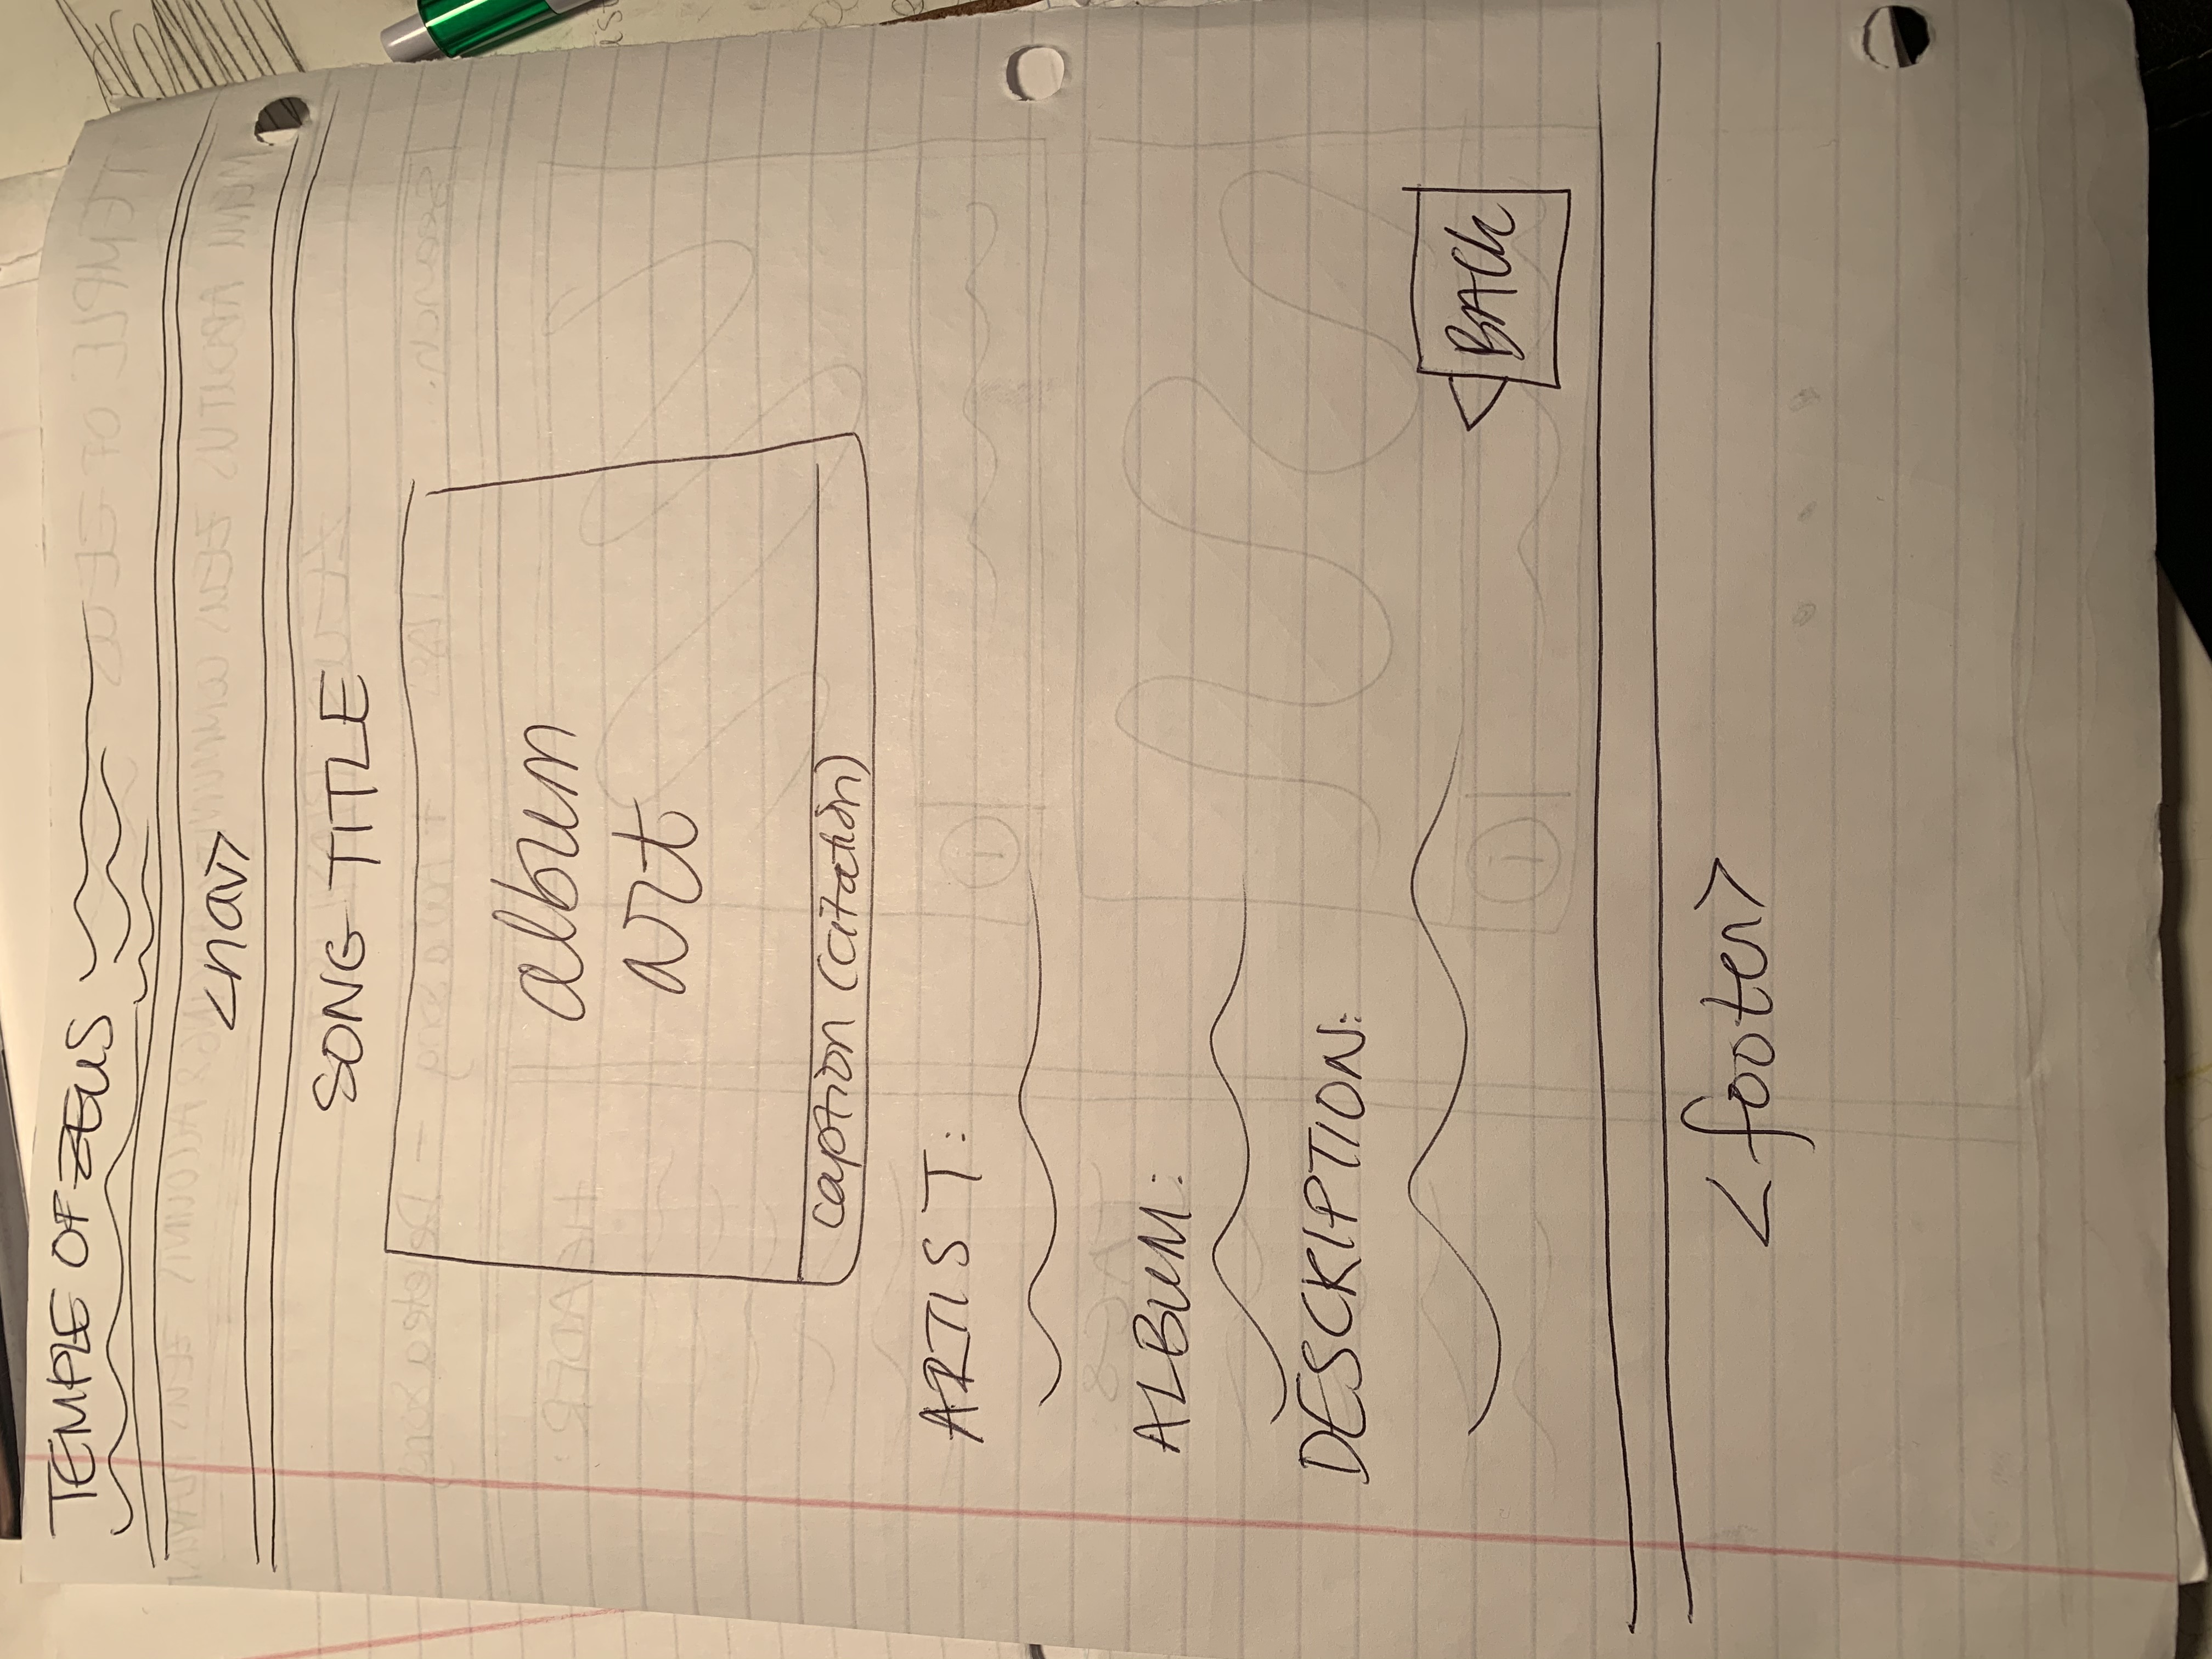 TEMPLE OF ZEUS
<nav>
SONG TITLE
album
art
caption (citation)
ARTIST:
ALBUM:
DESCRIPTION:
BACK
<footer>